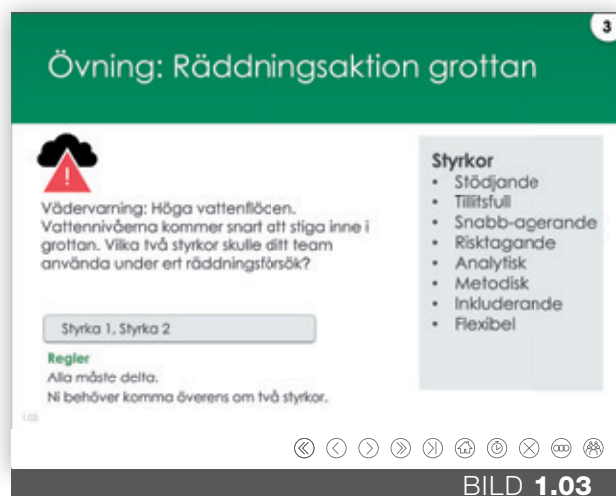 3
Övning: Räddningsaktion grottan
!
Vädervarning: Höga vattenflöcen.
Vattennivåerna kommer snart att stiga inne i
grottan. Vilka två styrkor skulle ditt team
använda under ert räddningsförsök?
Styrka 1, Styrka 2
Regler
Alla måste delta.
Ni behöver komma överens om två styrkor.
1.03
Styrkor
• Stödjande
• Tillitsfull
• Snabb-agerande
• Risktagande
• Analytisk
• Metodisk
• Inkluderande
• Flexibel
BILD 1.03